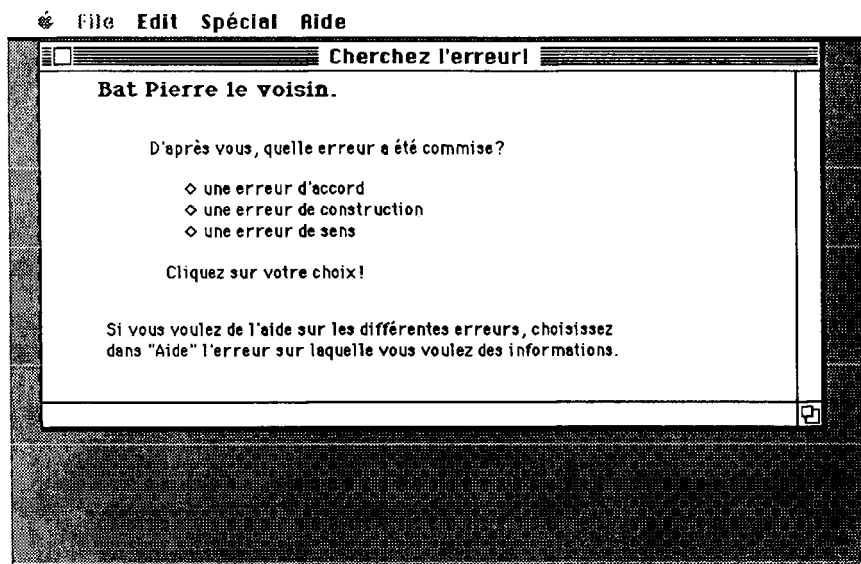 File Edit Spécial Aide
Cherchez l'erreur!
Bat Pierre le voisin.
D'après vous, quelle erreur a été commise?
◇ une erreur d'accord
◇ une erreur de construction
◇ une erreur de sens
Cliquez sur votre choix!
Si vous voulez de l'aide sur les différentes erreurs, choisissez
dans "Aide" l'erreur sur laquelle vous voulez des informations.